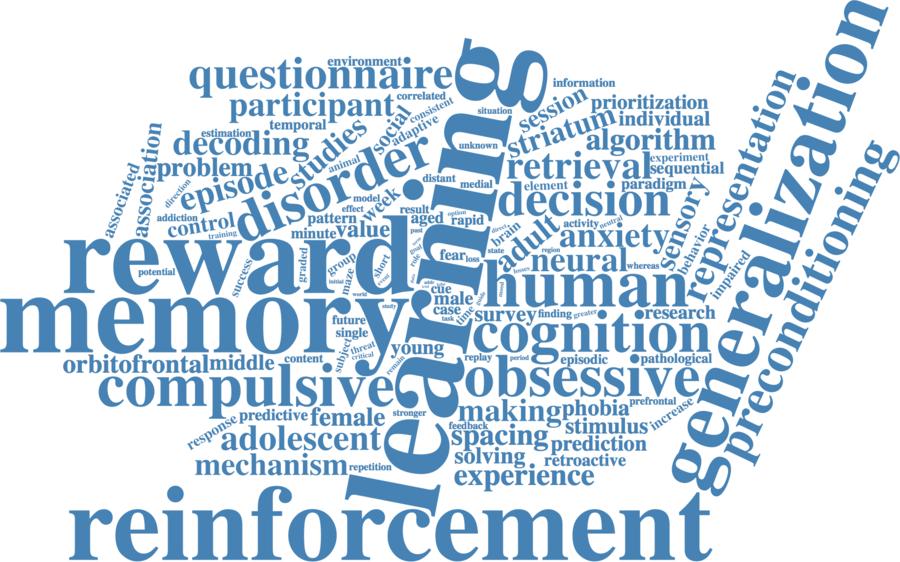 environment
questionnaire
information
participant
correlated
consistent
situation
session
prioritization
temporal
social
adaptive
striatum
individual
estimation
decoding
studies
animal
unknown
algorithm
associated
association
problem
disorder
learning
retrieval
experiment
sequential
representation
generalization
preconditioning
direction
episode
distant
medial
element
paradigm
decision
sensory
addiction
control
training
pattern
model
effect
week
result
aged
option
rapid
minute
value
past
direct
brain
adult
activity
neutral
anxiety
behavior
impaired
reward
potential
success
graded
group
initial
maze
short
role
fear
loss
state
region
losses
neural
whereas
memory
world
study
cue
male
case
task
time
human
survey
finding
greater
research
future
single
threat
critical
subject
young
remain
cognition
orbitofrontal
middle
content
replay
period
episodic
pathological
compulsive
obsessive
prefrontal
response
predictive
female
stronger
making
phobia
increase
adolescent
feedback
spacing
stimulus
prediction
mechanism
repetition
solving
retroactive
experience
reinforcement